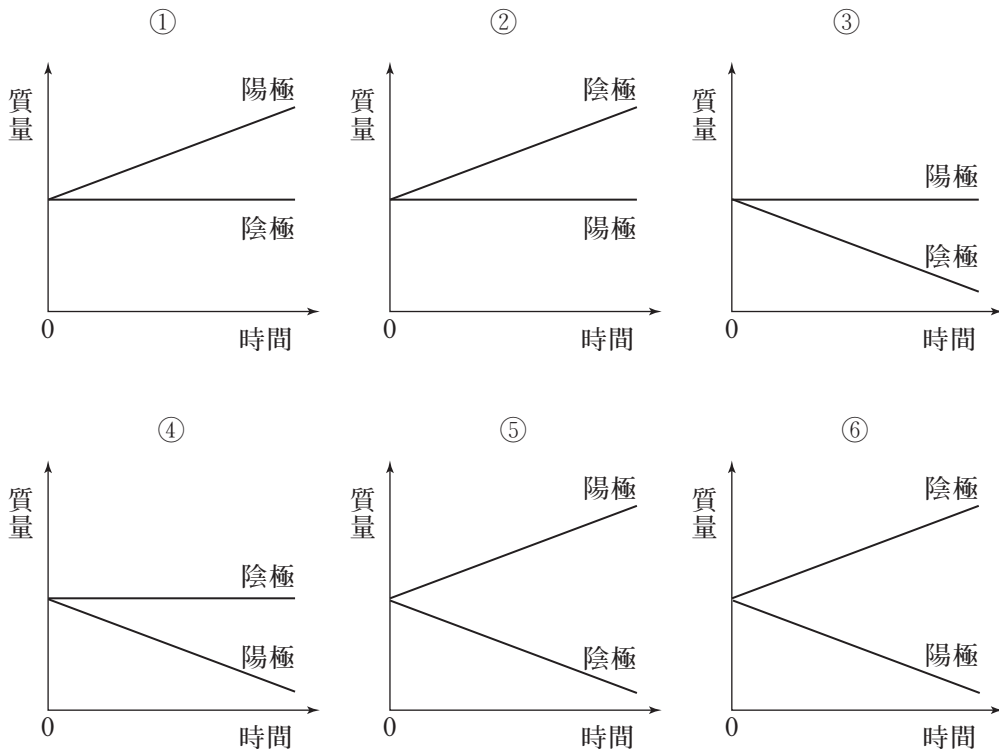 ① ② ③
質量 陽極 質量 陰極 質量
陽極
陰極 陽極
陰極
0 0 0
時間 時間 時間
④ ⑤ ⑥
質量 質量 陽極 質量 陰極
陰極
陽極 陰極 陽極
0 0 0
時間 時間 時間